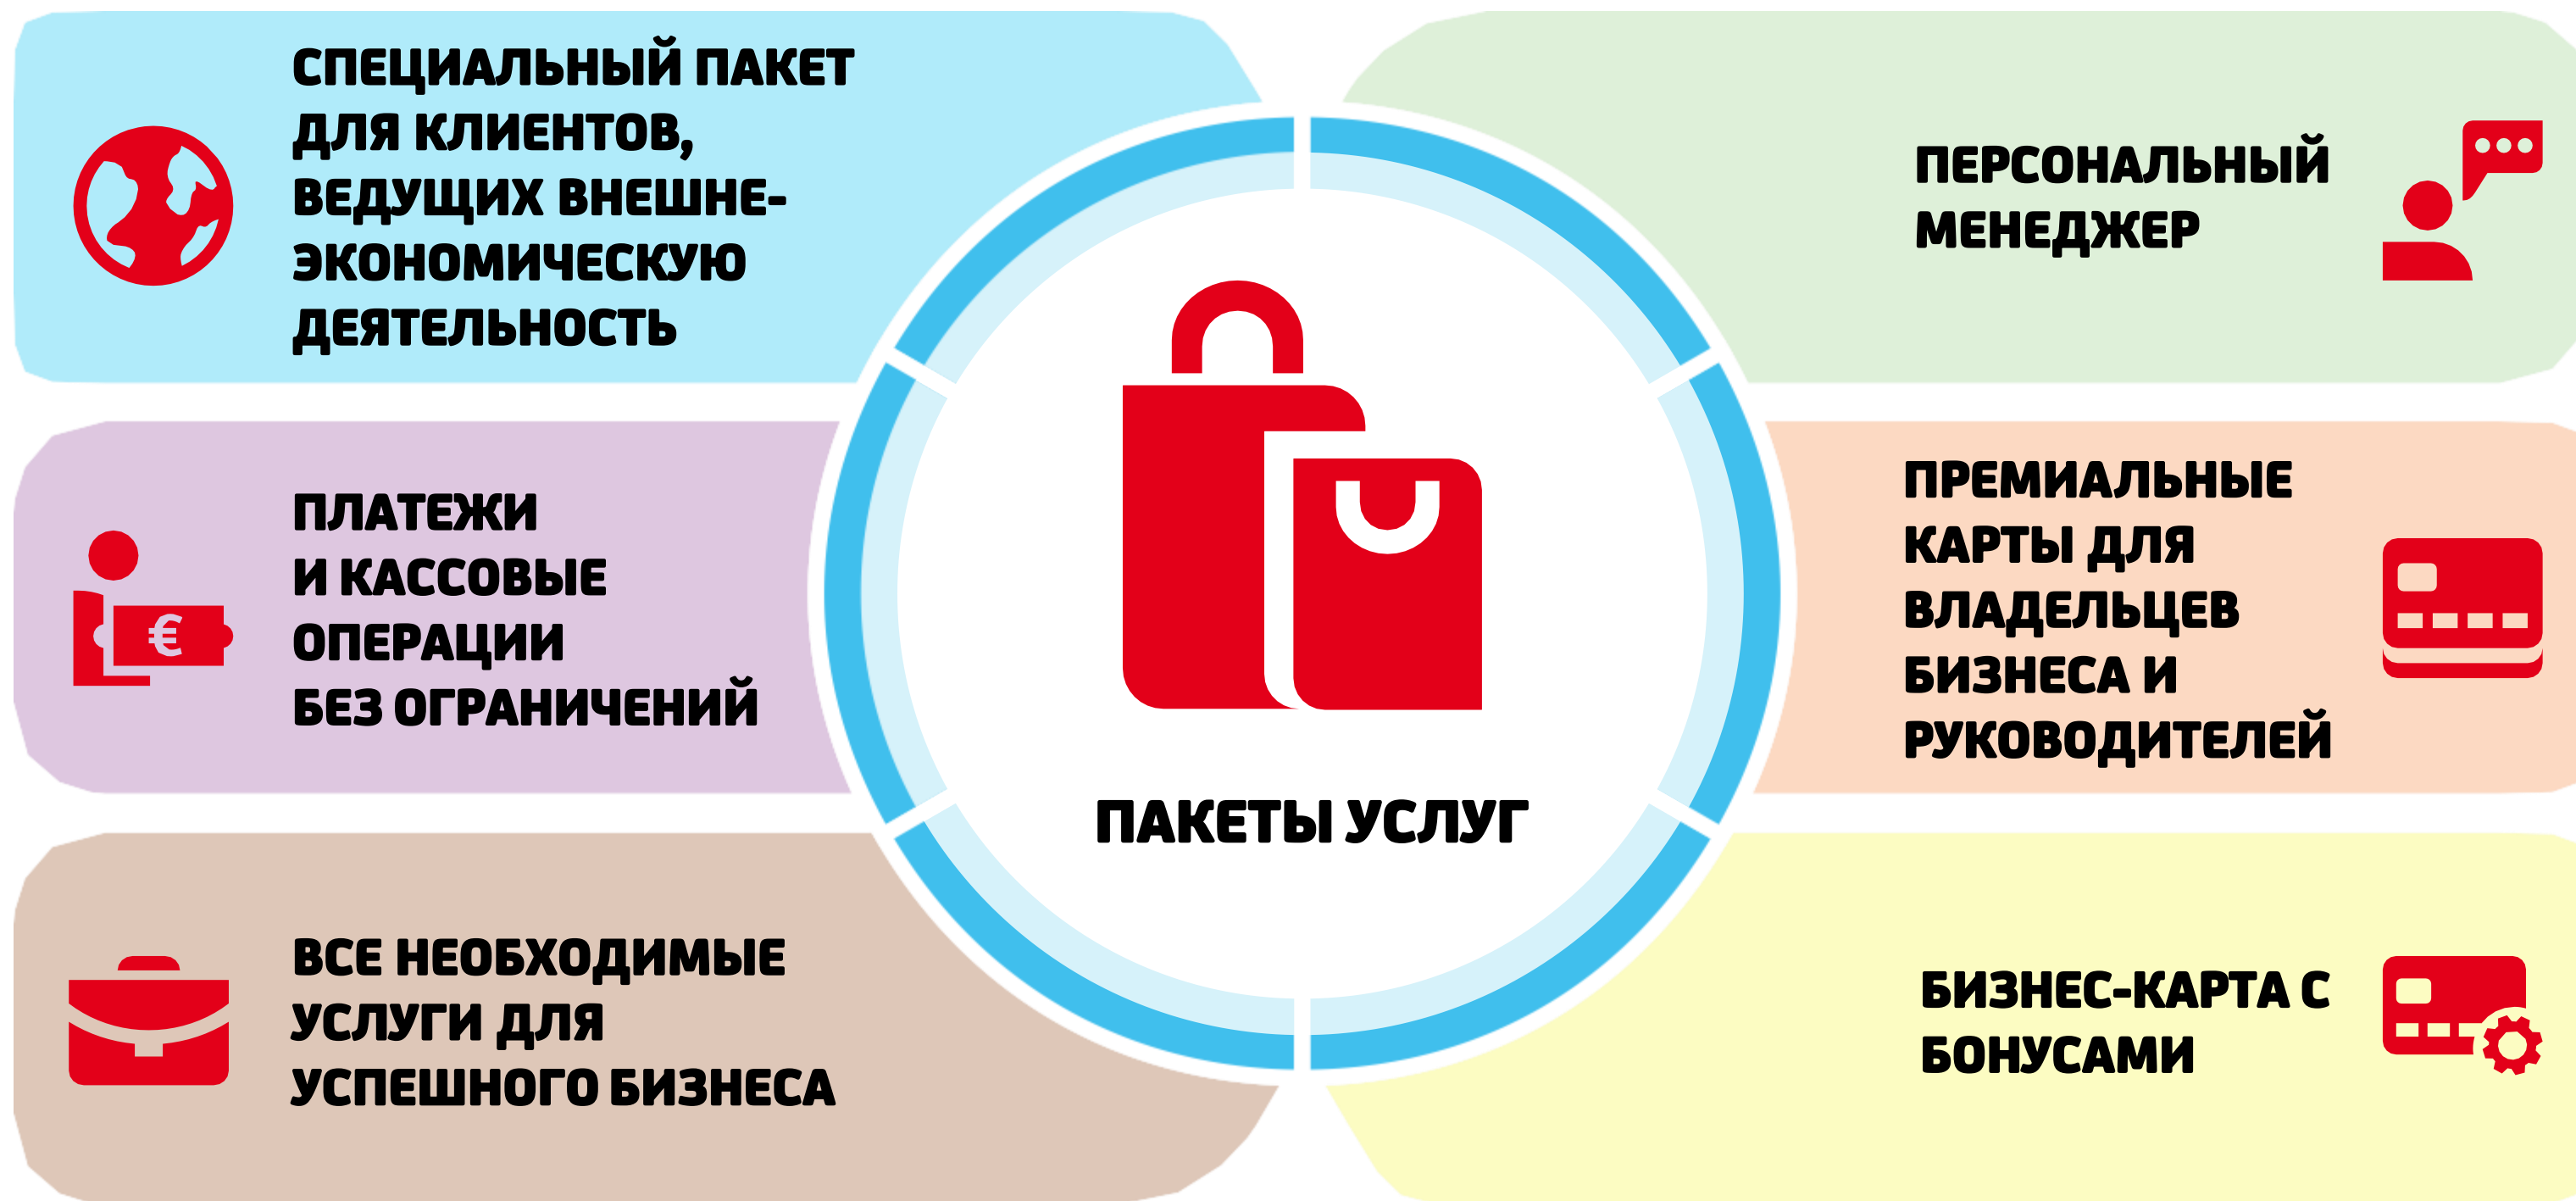 СПЕЦИАЛЬНЫЙ ПАКЕТ
ДЛЯ КЛИЕНТОВ,
ВЕДУЩИХ ВНЕШНЕ-
ЭКОНОМИЧЕСКУЮ
ДЕЯТЕЛЬНОСТЬ
ПЛАТЕЖИ
И КАССОВЫЕ
ОПЕРАЦИИ
БЕЗ ОГРАНИЧЕНИЙ
€
ВСЕ НЕОБХОДИМЫЕ
УСЛУГИ ДЛЯ
УСПЕШНОГО БИЗНЕСА
ПАКЕТЫ УСЛУГ
ПЕРСОНАЛЬНЫЙ
МЕНЕДЖЕР
ПРЕМИАЛЬНЫЕ
КАРТЫ ДЛЯ
ВЛАДЕЛЬЦЕВ
БИЗНЕСА И
РУКОВОДИТЕЛЕЙ
БИЗНЕС-КАРТА С
БОНУСАМИ